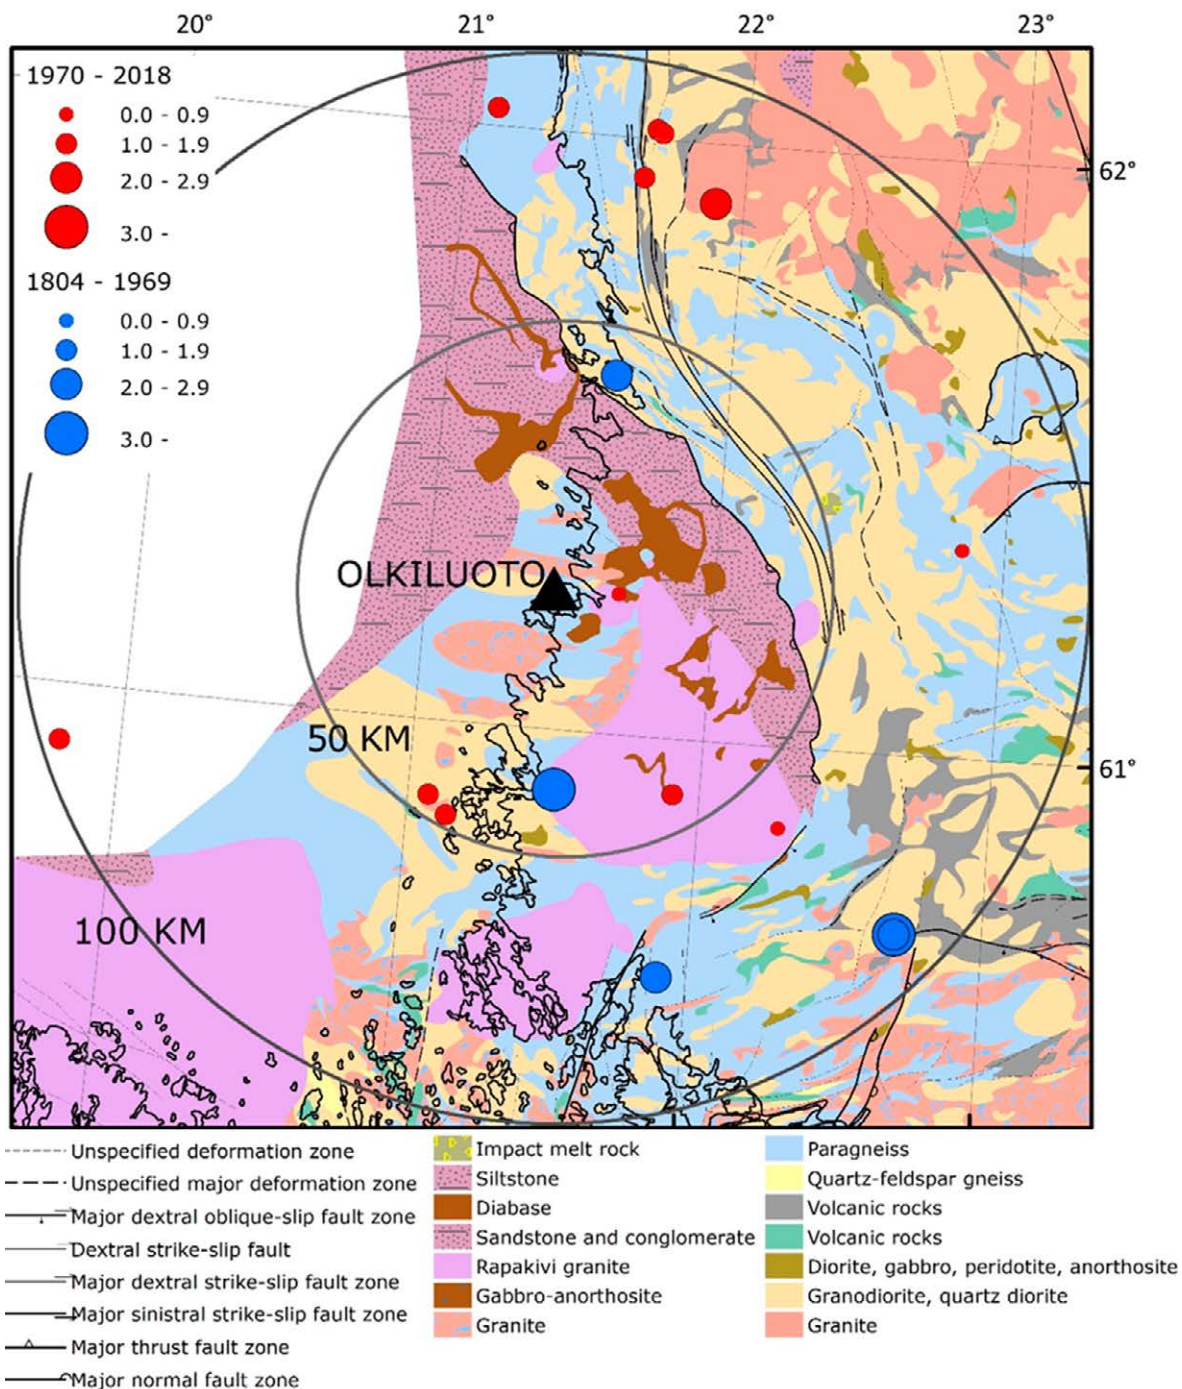 20° 21° 22° 23°
1970 - 2018
0.0 - 0.9
1.0 - 1.9
2.0 - 2.9
3.0 -
1804 - 1969
0.0 - 0.9
1.0 - 1.9
2.0 - 2.9
3.0 -
62°
OLKILUOTO
50 KM
61°
100 KM
Unspecified deformation zone
Unspecified major deformation zone
Major dextral oblique-slip fault zone
Dextral strike-slip fault
Major dextral strike-slip fault zone
Major sinistral strike-slip fault zone
Major thrust fault zone
Major normal fault zone
Impact melt rock
Siltstone
Diabase
Sandstone and conglomerate
Rapakivi granite
Gabbro-anorthosite
Granite
Paragneiss
Quartz-feldspar gneiss
Volcanic rocks
Volcanic rocks
Diorite, gabbro, peridotite, anorthosite
Granodiorite, quartz diorite
Granite